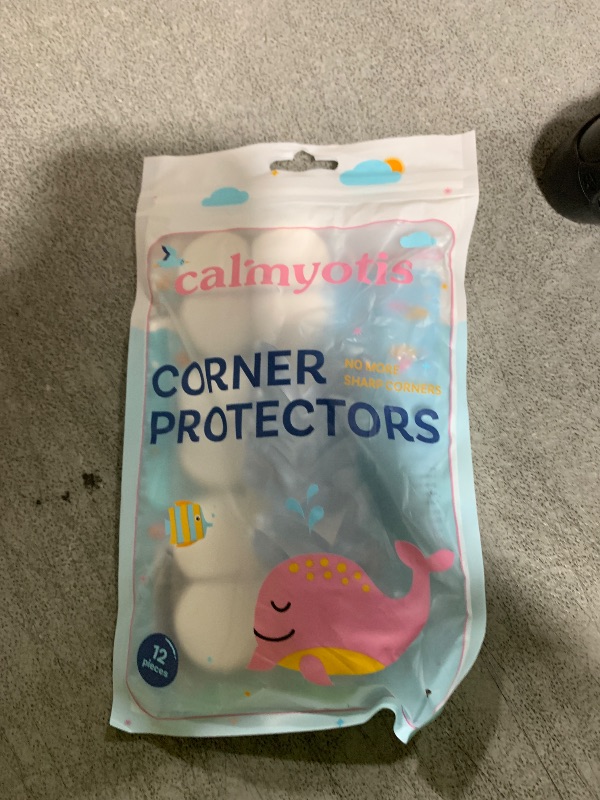 calmyotis
CORNER
NO MORE
SHARP CORNERS
PROTECTORS
12
pieces